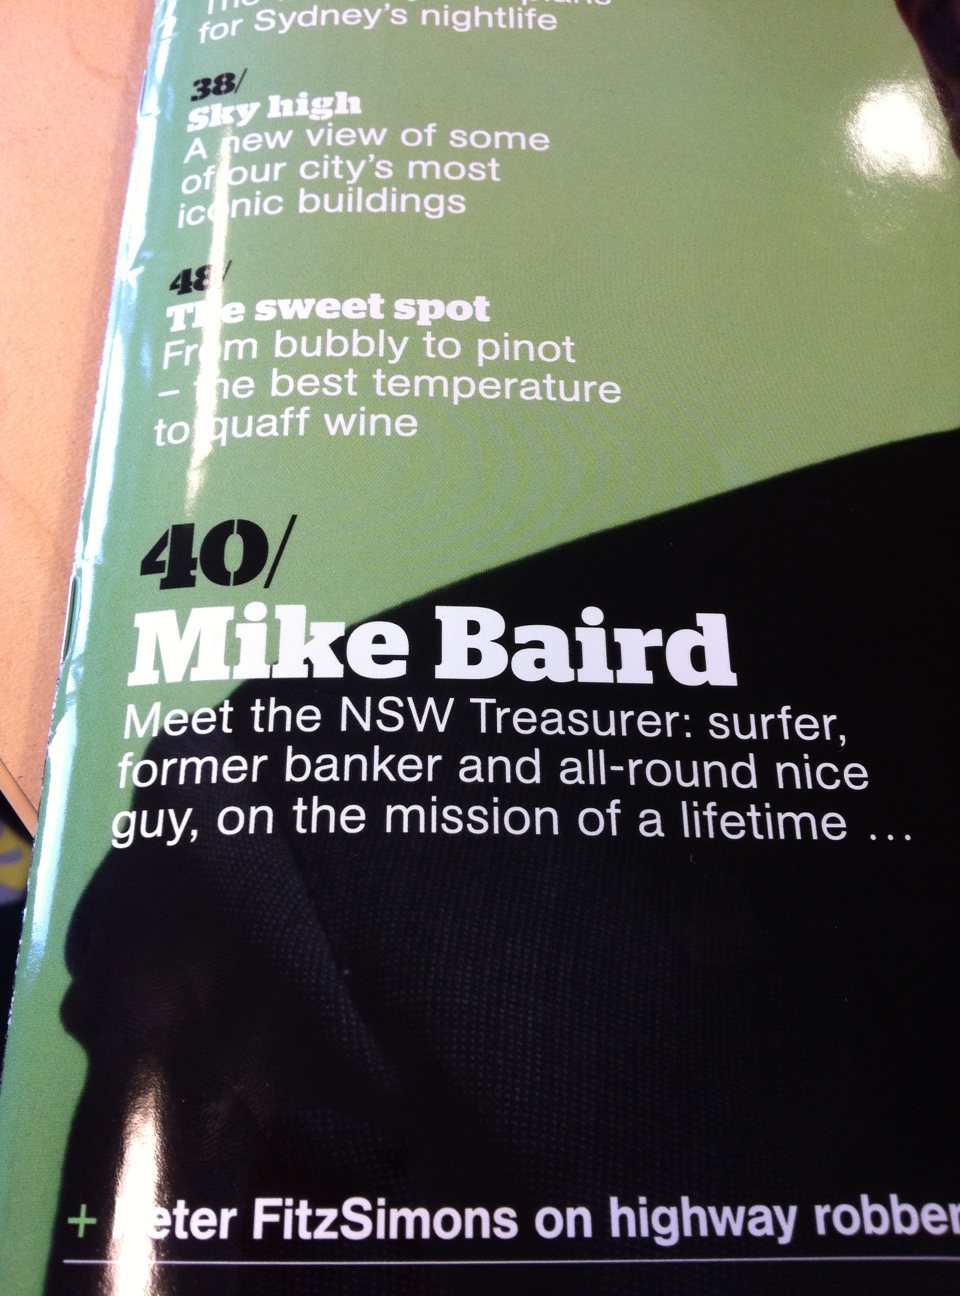 for Sydney's nightlife
38/
Sky high
A new view of some
of our city's most
iconic buildings
48/
The sweet spot
From bubbly to pinot
– the best temperature
to quaff wine
40/
Mike Baird
Meet the NSW Treasurer: surfer,
former banker and all-round nice
guy, on the mission of a lifetime ...
+ Peter FitzSimons on highway robber